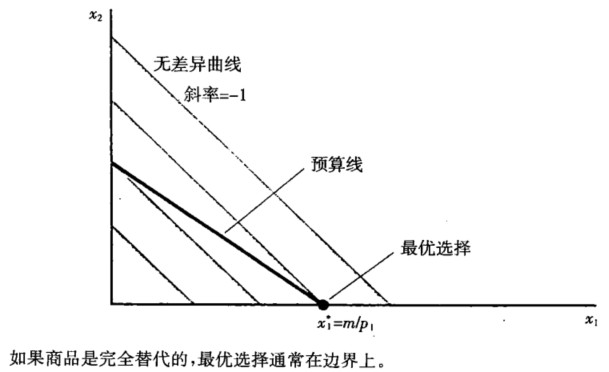 x₂
无差异曲线
斜率=-1
预算线
最优选择
x₁*=m/p₁
x₁
如果商品是完全替代的,最优选择通常在边界上。